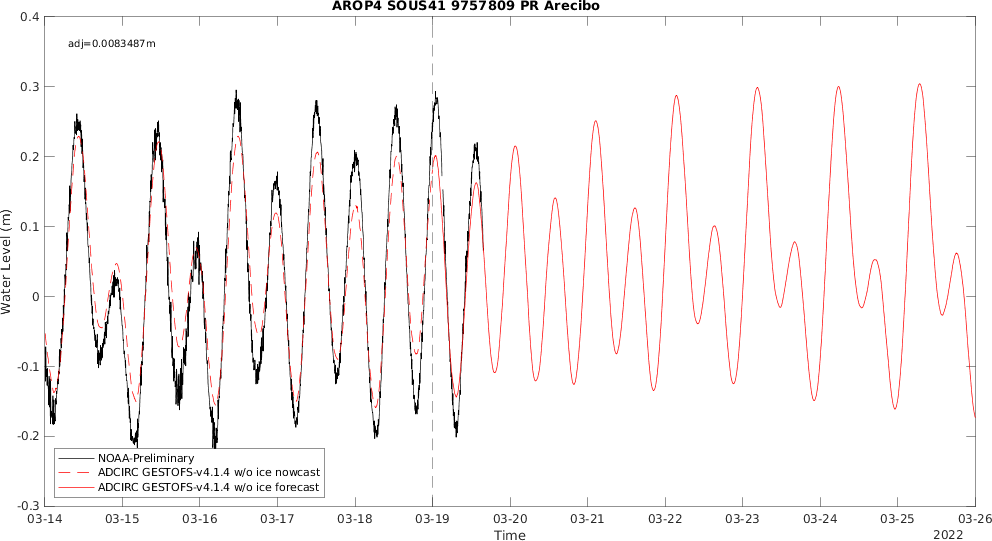 AROP4 SOUS41 9757809 PR Arecibo
adj=0.0083487m
0.4
0.3
0.2
0.1
0
-0.1
-0.2
-0.3
Water Level (m)
NOAA-Preliminary
ADCIRC GESTOFS-v4.1.4 w/o ice nowcast
ADCIRC GESTOFS-v4.1.4 w/o ice forecast
03-14 03-15 03-16 03-17 03-18 03-19 03-20 03-21 03-22 03-23 03-24 03-25 03-26
Time
2022